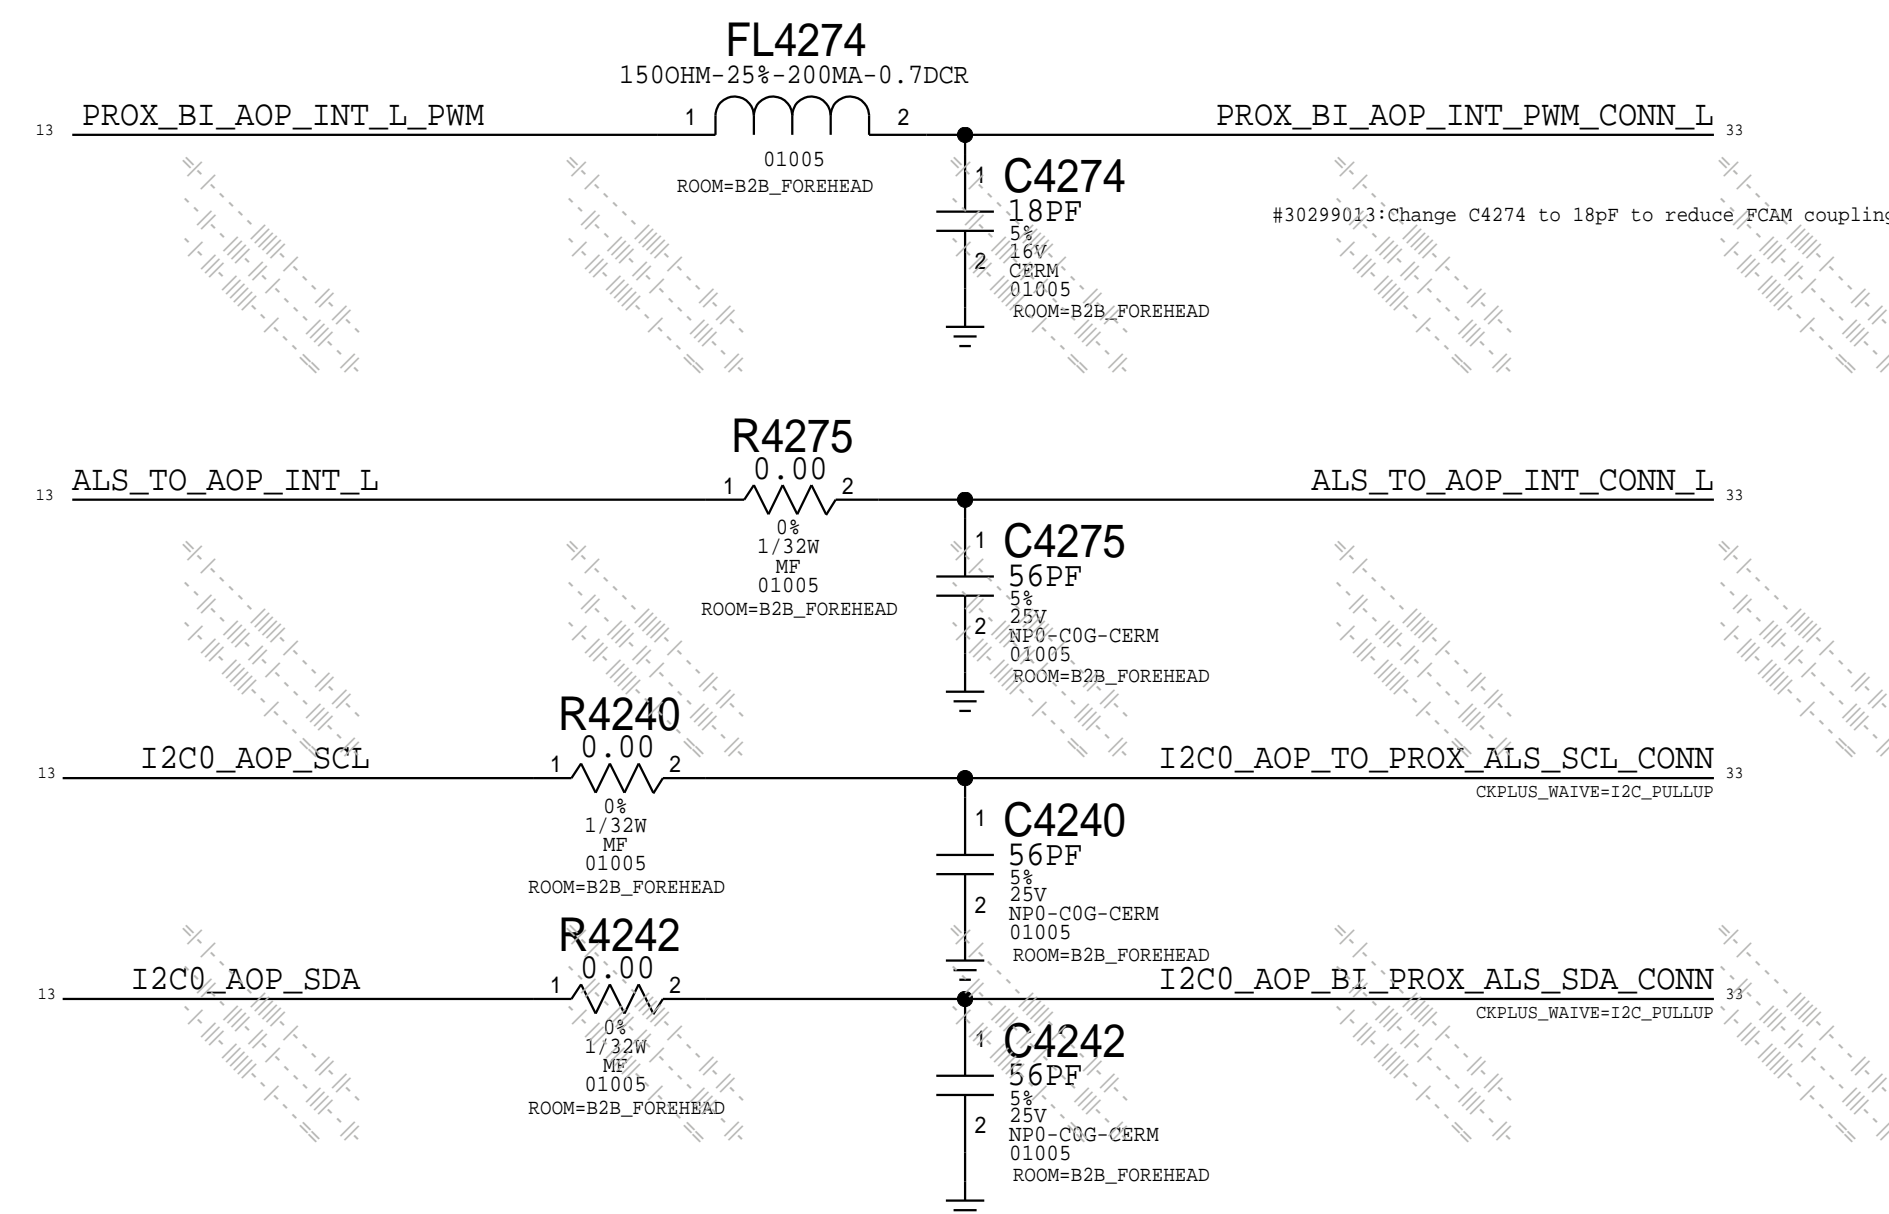 FL4274
150OHM-25%-200MA-0.7DCR
13 PROX_BI_AOP_INT_L_PWM 1 2 PROX_BI_AOP_INT_PWM_CONN_L 33
01005
ROOM=B2B_FOREHEAD
1 C4274
18PF
#30299013:Change C4274 to 18pF to reduce FCAM coupling
5%
16V
2
CERM
01005
ROOM=B2B_FOREHEAD
R4275
0.00
13 ALS_TO_AOP_INT_L 1 2 ALS_TO_AOP_INT_CONN_L 33
0%
1/32W
MF
01005
ROOM=B2B_FOREHEAD
1 C4275
56PF
5%
25V
2
NP0-C0G-CERM
01005
ROOM=B2B_FOREHEAD
R4240
0.00
13 I2C0_AOP_SCL 1 2 I2C0_AOP_TO_PROX_ALS_SCL_CONN 33
CKPLUS_WAIVE=I2C_PULLUP
0%
1/32W
MF
01005
ROOM=B2B_FOREHEAD
1 C4240
56PF
5%
25V
2
NP0-C0G-CERM
01005
ROOM=B2B_FOREHEAD
R4242
0.00
13 I2C0_AOP_SDA 1 2 I2C0_AOP_BI_PROX_ALS_SDA_CONN 33
CKPLUS_WAIVE=I2C_PULLUP
0%
1/32W
MF
01005
ROOM=B2B_FOREHEAD
1 C4242
56PF
5%
25V
2
NP0-C0G-CERM
01005
ROOM=B2B_FOREHEAD